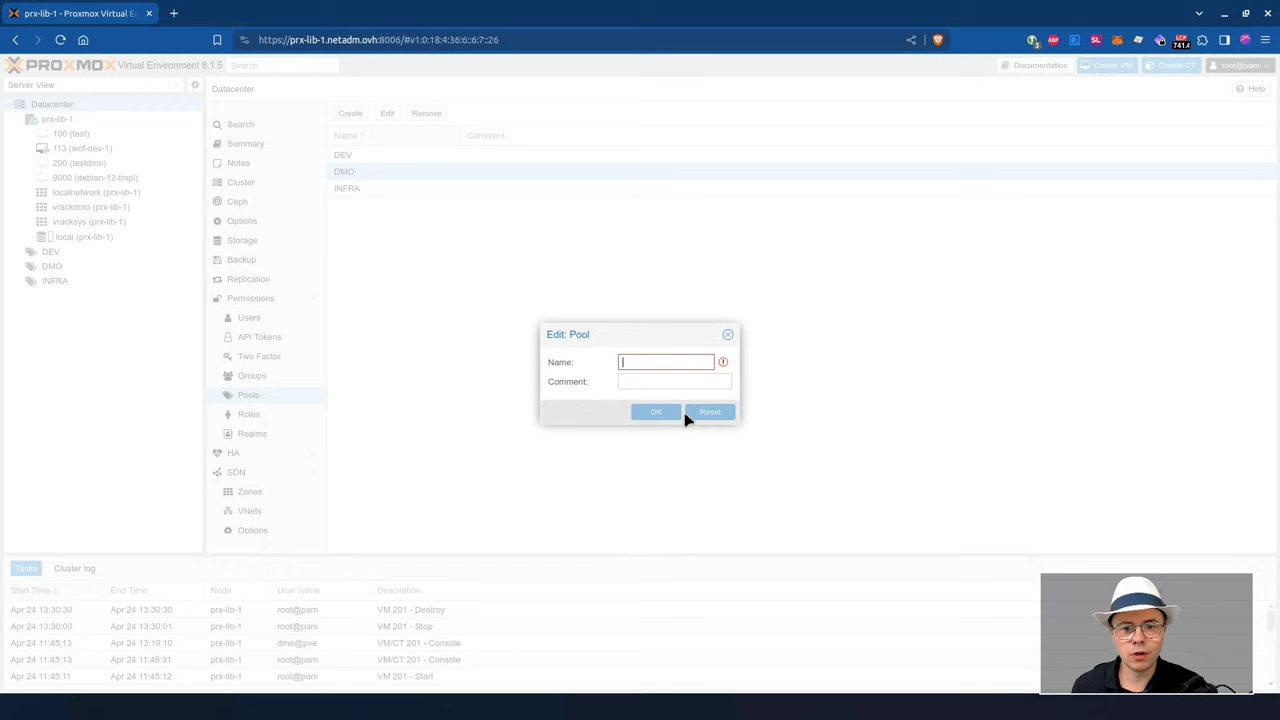 prx-lib-1 - Proxmox Virtual E
https://prx-lib-1.netadm.ovh:8006/#v1:0:18:4:36:6::6:7::26
3
ABP
SL
LCP
741.4
PROXMOX Virtual Environment 8.1.5
Search
Documentation
Create VM
Create CT
root@pam
Server View
Datacenter
prx-lib-1
100 (test)
113 (wcf-dev-1)
200 (testdmo)
9000 (debian-12-tmpl)
localnetwork (prx-lib-1)
vrackdmo (prx-lib-1)
vracksys (prx-lib-1)
local (prx-lib-1)
DEV
DMO
INFRA
Datacenter
Help
Search
Summary
Notes
Cluster
Ceph
Options
Storage
Backup
Replication
Permissions
Users
API Tokens
Two Factor
Groups
Pools
Roles
Realms
HA
SDN
Zones
VNets
Options
Create
Edit
Remove
Name
Comment
DEV
DMO
INFRA
Edit: Pool
Name:
Comment:
OK
Reset
Tasks
Cluster log
Start Time
End Time
Node
User name
Description
Apr 24 13:30:30
Apr 24 13:30:30
prx-lib-1
root@pam
VM 201 - Destroy
Apr 24 13:30:00
Apr 24 13:30:01
prx-lib-1
root@pam
VM 201 - Stop
Apr 24 11:45:13
Apr 24 13:19:10
prx-lib-1
dmo@pve
VM/CT 201 - Console
Apr 24 11:45:13
Apr 24 11:46:31
prx-lib-1
root@pam
VM/CT 201 - Console
Apr 24 11:45:11
Apr 24 11:45:12
prx-lib-1
root@pam
VM 201 - Start